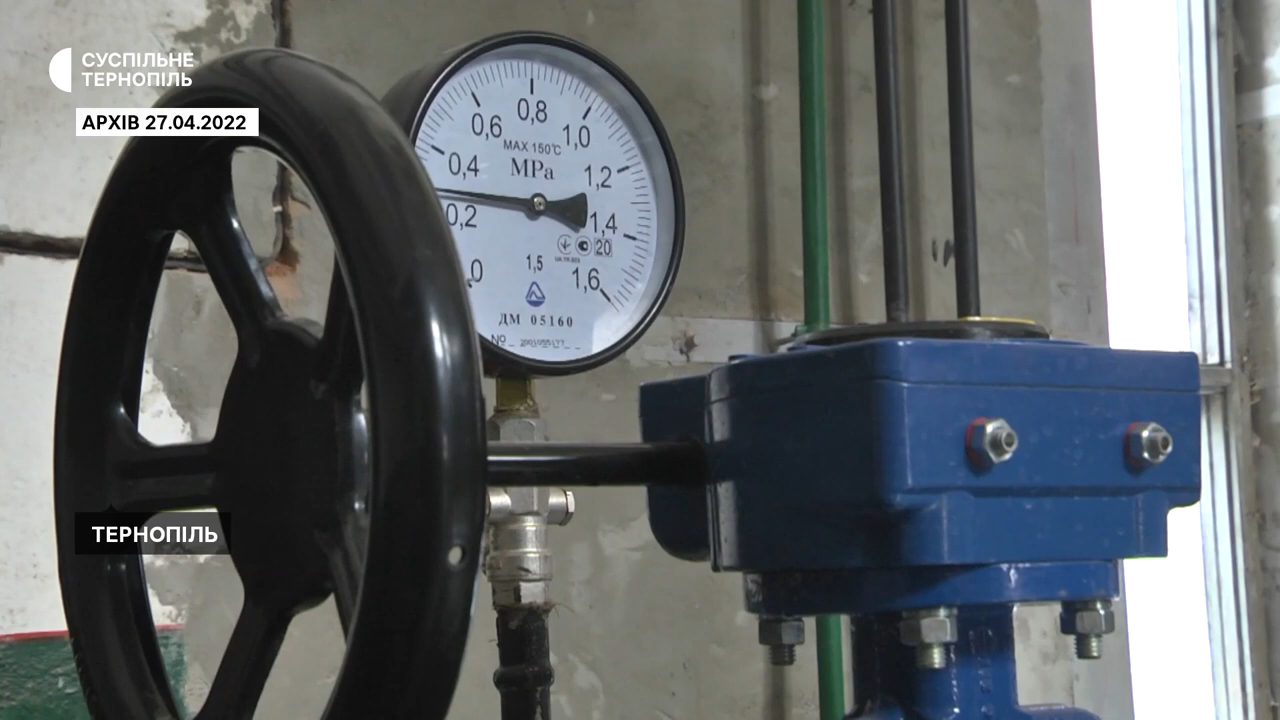 СУСПІЛЬНЕ
ТЕРНОПІЛЬ
АРХІВ 27.04.2022
0,8
0,6
1,0
MAX 150℃
0,4
MPa
1,2
0,2
1,4
20
0
1,5
1,6
ДМ 05160
№
ТЕРНОПІЛЬ